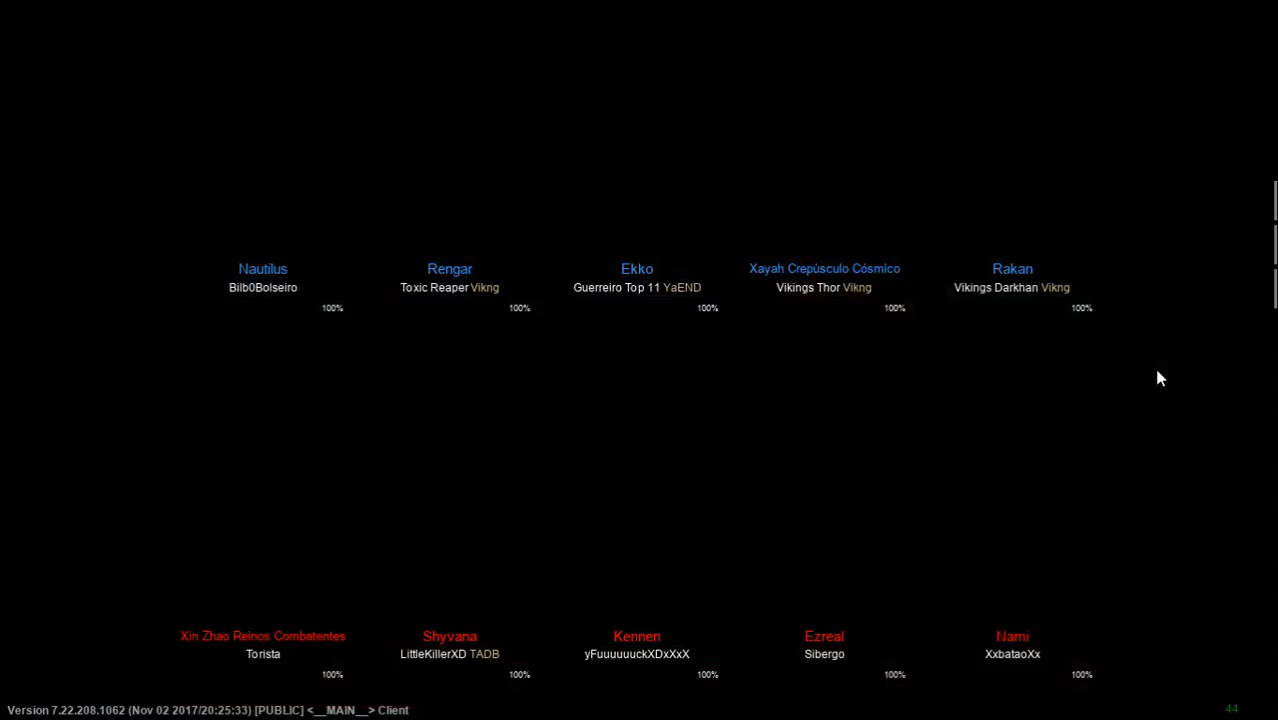 Nautilus Rengar Ekko Xayah Crepúsculo Cósmico Rakan
Bilb0Bolseiro Toxic Reaper Vikng Guerreiro Top 11 YaEND Vikings Thor Vikng Vikings Darkhan Vikng
100% 100% 100% 100% 100%
Xin Zhao Reinos Combatentes Shyvana Kennen Ezreal Nami
Torista LittleKillerXD TADB yFuuuuuuckXDxXxX Sibergo XxbataoXx
100% 100% 100% 100% 100%
Version 7.22.208.1062 (Nov 02 2017/20:25:33) [PUBLIC] <__MAIN__> Client 44